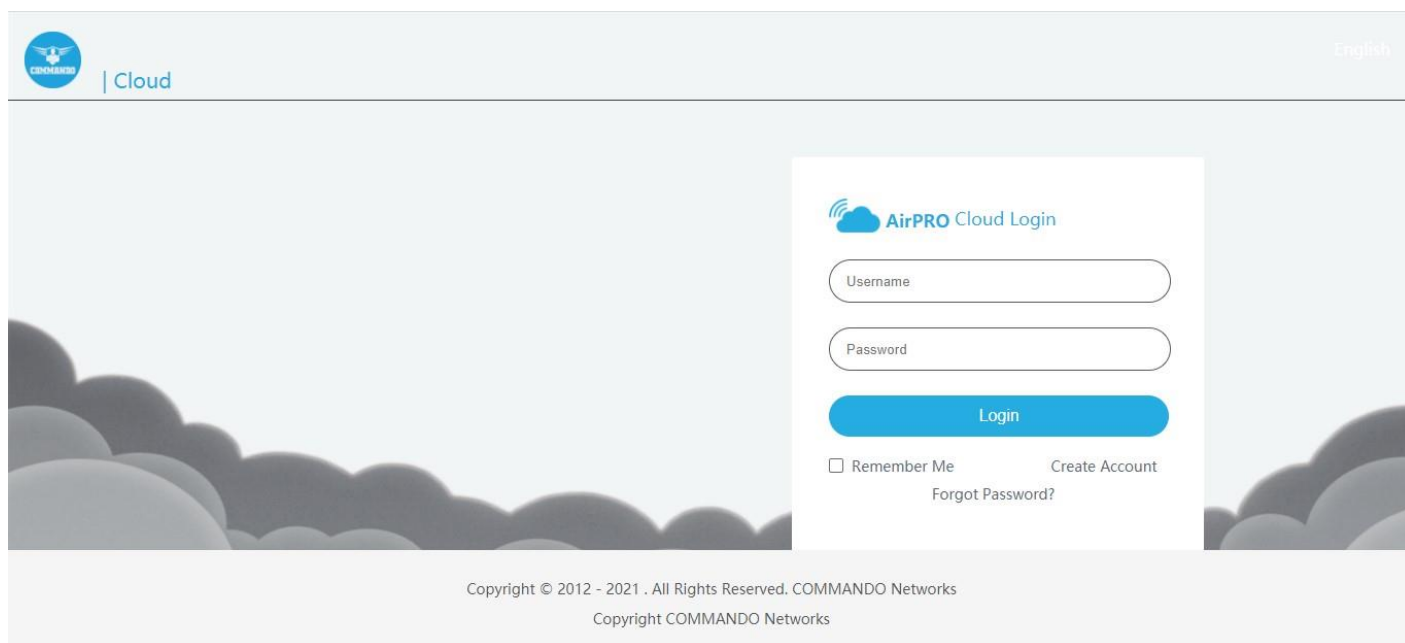 COMMANDO
| Cloud
English
AirPRO Cloud Login
Username
Password
Login
Remember Me
Create Account
Forgot Password?
Copyright © 2012 - 2021 . All Rights Reserved. COMMANDO Networks
Copyright COMMANDO Networks